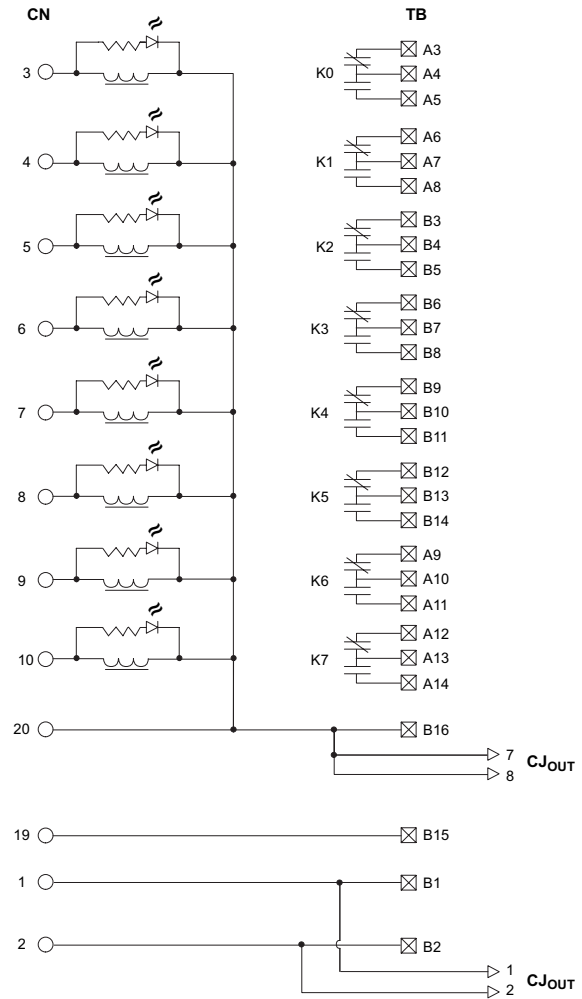 CN TB
3 K0 A3
A4
A5
4 K1 A6
A7
A8
5 K2 B3
B4
B5
6 K3 B6
B7
B8
7 K4 B9
B10
B11
8 K5 B12
B13
B14
9 K6 A9
A10
A11
10 K7 A12
A13
A14
20 B16
7 CJOUT
8
19 B15
1 B1
2 B2
1 CJOUT
2